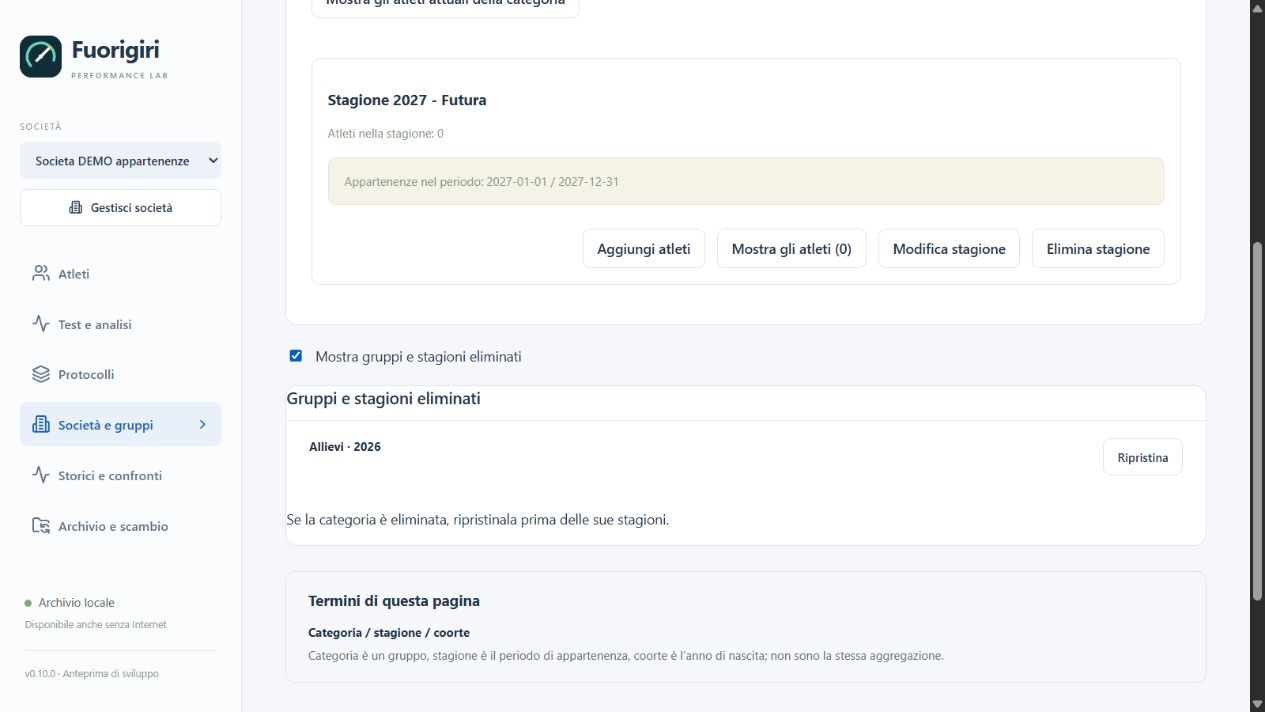 Mostra gli atleti attuali della categoria
Fuorigiri
PERFORMANCE LAB
SOCIETÀ
Societa DEMO appartenenze
Gestisci società
Atleti
Test e analisi
Protocolli
Società e gruppi
Storici e confronti
Archivio e scambio
Archivio locale
Disponibile anche senza Internet
v0.10.0 · Anteprima di sviluppo
Stagione 2027 - Futura
Atleti nella stagione: 0
Appartenenze nel periodo: 2027-01-01 / 2027-12-31
Aggiungi atleti
Mostra gli atleti (0)
Modifica stagione
Elimina stagione
Mostra gruppi e stagioni eliminati
Gruppi e stagioni eliminati
Allievi · 2026
Ripristina
Se la categoria è eliminata, ripristinala prima delle sue stagioni.
Termini di questa pagina
Categoria / stagione / coorte
Categoria è un gruppo, stagione è il periodo di appartenenza, coorte è l'anno di nascita; non sono la stessa aggregazione.